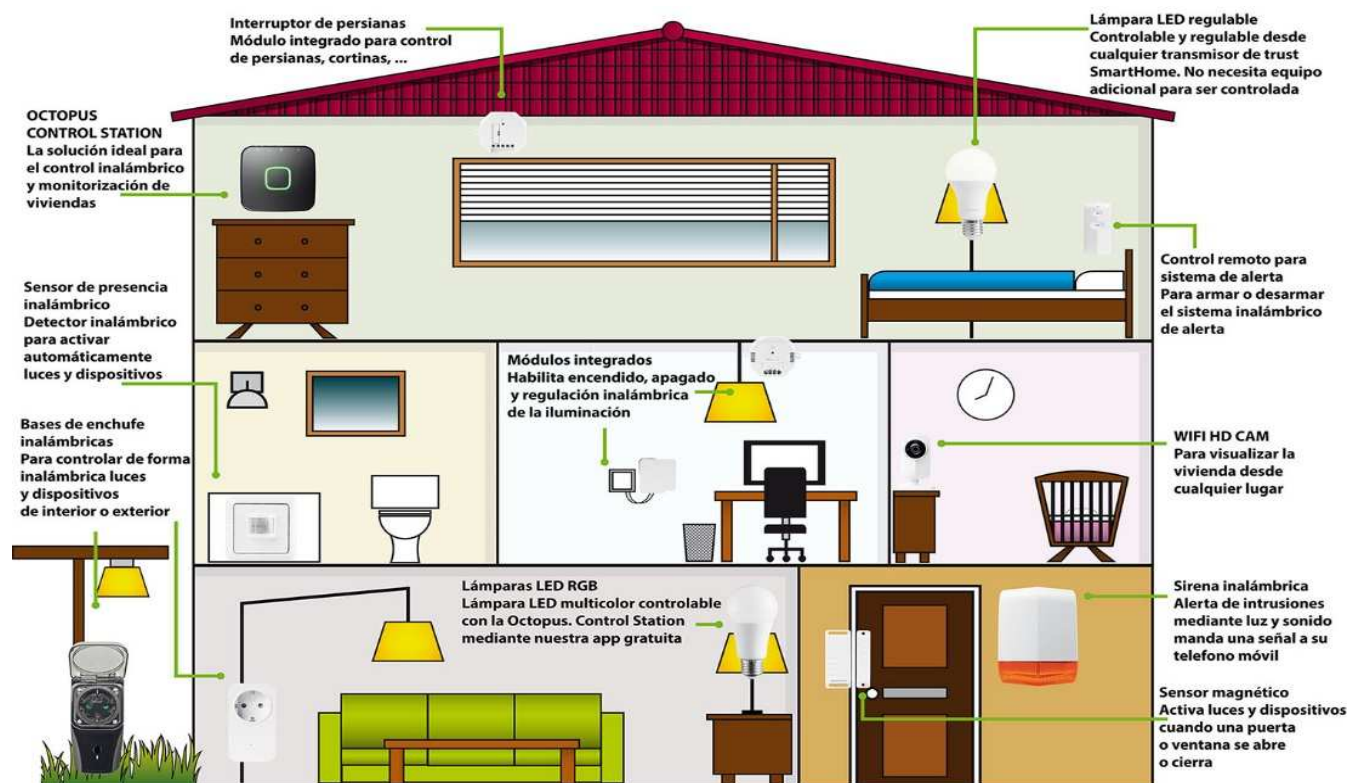 Interruptor de persianas
Módulo integrado para control
de persianas, cortinas, ...
Lámpara LED regulable
Controlable y regulable desde
cualquier transmisor de trust
SmartHome. No necesita equipo
adicional para ser controlada
OCTOPUS
CONTROL STATION
La solución ideal para
el control inalámbrico
y monitorización de
viviendas
Control remoto para
sistema de alerta
Para armar o desarmar
el sistema inalámbrico
de alerta
Sensor de presencia
inalámbrico
Detector inalámbrico
para activar
automáticamente
luces y dispositivos
Módulos integrados
Habilita encendido, apagado
y regulación inalámbrica
de la iluminación
Bases de enchufe
inalámbricas
Para controlar de forma
inalámbrica luces
y dispositivos
de interior o exterior
WIFI HD CAM
Para visualizar la
vivienda desde
cualquier lugar
Lámparas LED RGB
Lámpara LED multicolor controlable
con la Octopus. Control Station
mediante nuestra app gratuita
Sirena inalámbrica
Alerta de intrusiones
mediante luz y sonido
manda una señal a su
telefono móvil
Sensor magnético
Activa luces y dispositivos
cuando una puerta
o ventana se abre
o cierra